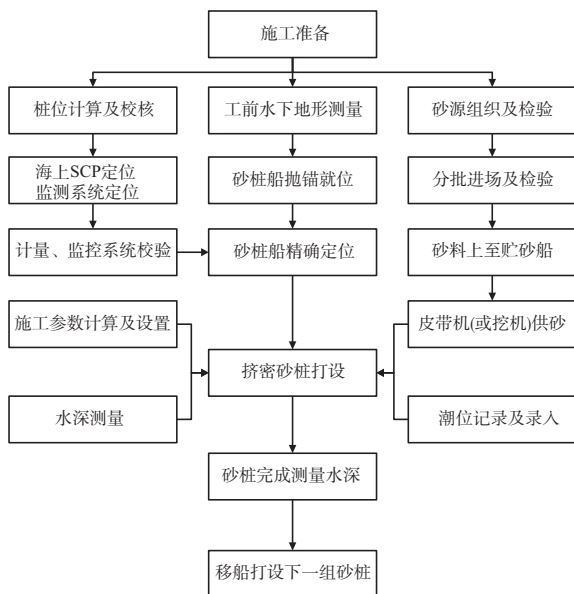 施工准备
桩位计算及校核
工前水下地形测量
砂源组织及检验
海上SCP定位
监测系统定位
砂桩船抛锚就位
分批进场及检验
计量、监控系统校验
砂桩船精确定位
砂料上至贮砂船
施工参数计算及设置
皮带机(或挖机)供砂
挤密砂桩打设
水深测量
潮位记录及录入
砂桩完成测量水深
移船打设下一组砂桩